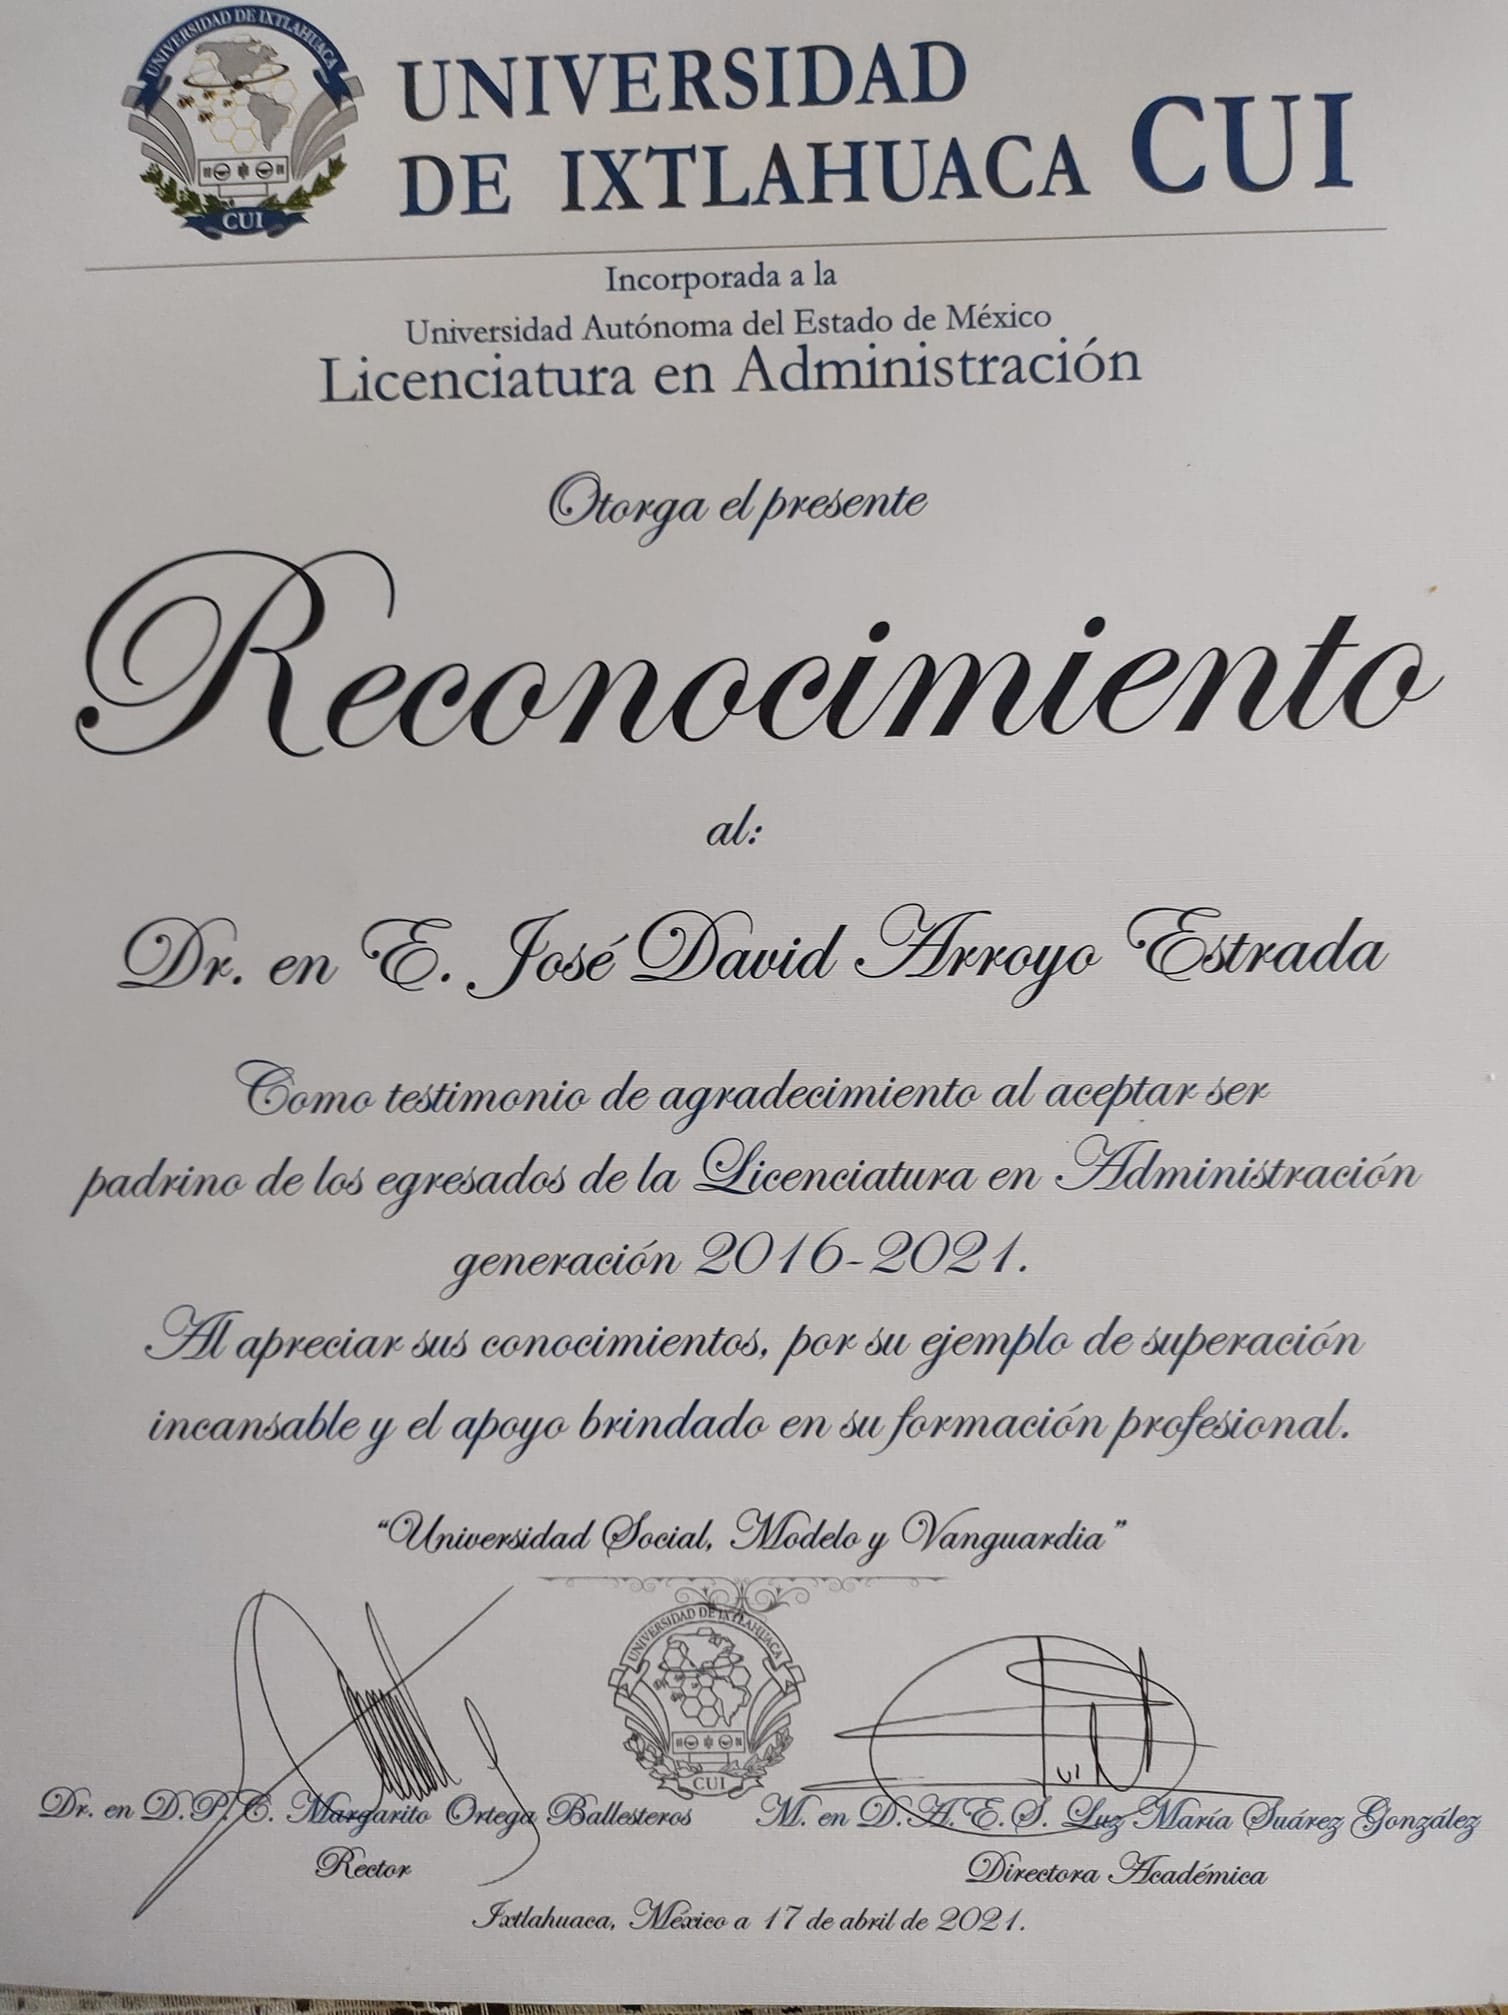 UNIVERSIDAD DE IXTLAHUACA
CUI
UNIVERSIDAD
DE IXTLAHUACA CUI
Incorporada a la
Universidad Autónoma del Estado de México
Licenciatura en Administración
Otorga el presente
Reconocimiento
al:
Dr. en E. José David Arroyo Estrada
Como testimonio de agradecimiento al aceptar ser
padrino de los egresados de la Licenciatura en Administración
generación 2016-2021.
Al apreciar sus conocimientos, por su ejemplo de superación
incansable y el apoyo brindado en su formación profesional.
“Universidad Social, Modelo y Vanguardia”
UNIVERSIDAD DE IXTLAHUACA
CUI
Dr. en D.P.C. Margarito Ortega Ballesteros
Rector
M. en D.A.E.S. Luz María Suárez González
Directora Académica
Ixtlahuaca, México a 17 de abril de 2021.